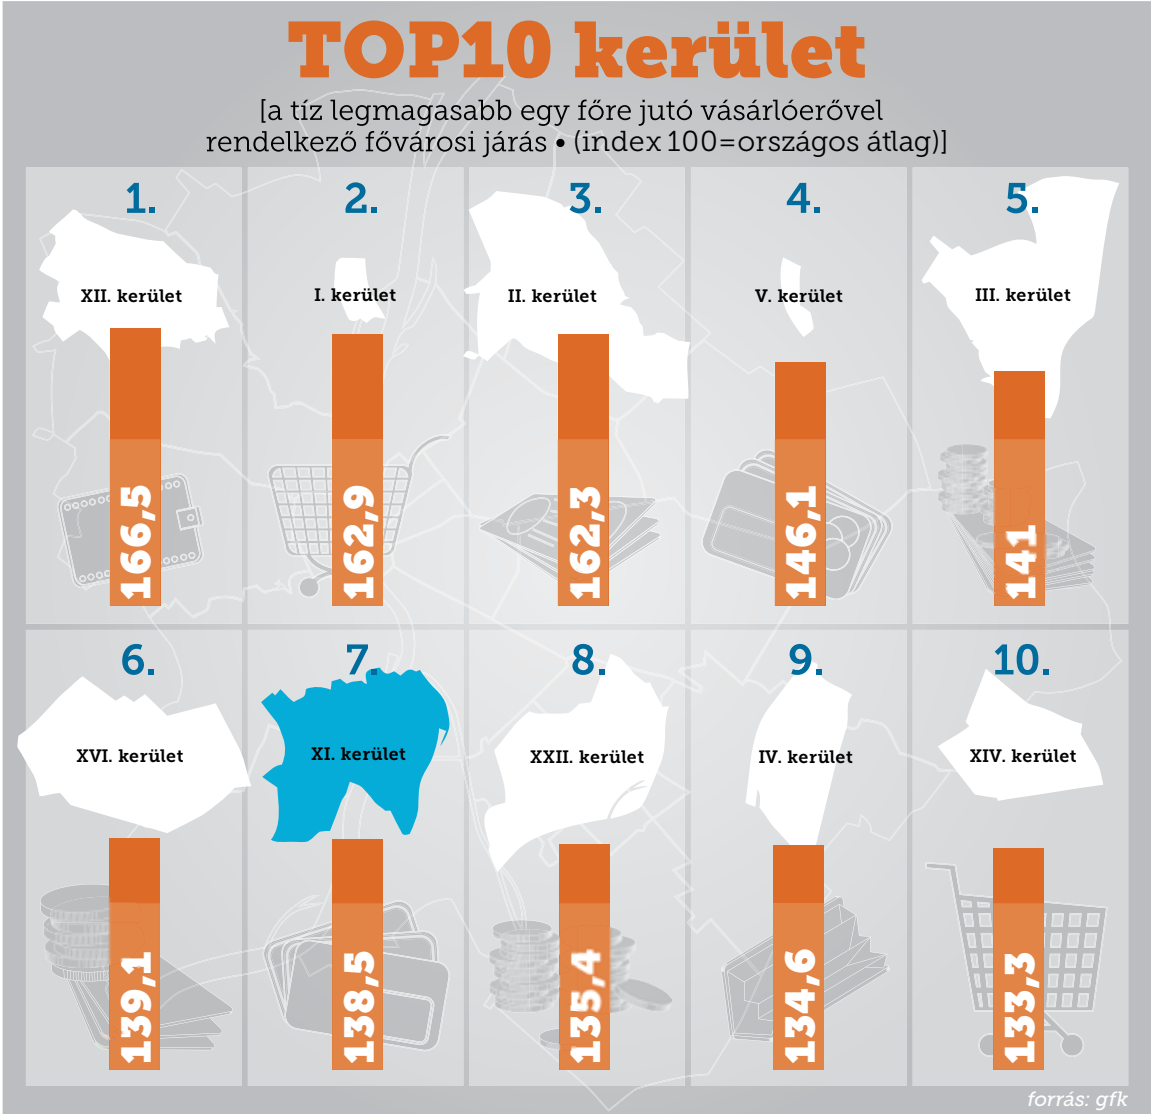 TOP10 kerület
[a tíz legmagasabb egy főre jutó vásárlóerővel
rendelkező fővárosi járás • (index 100=országos átlag)]
1.
XII. kerület
166,5
2.
I. kerület
162,9
3.
II. kerület
162,3
4.
V. kerület
146,1
5.
III. kerület
141
6.
XVI. kerület
139,1
7.
XI. kerület
138,5
8.
XXII. kerület
135,4
9.
IV. kerület
134,6
10.
XIV. kerület
133,3
forrás: gfk